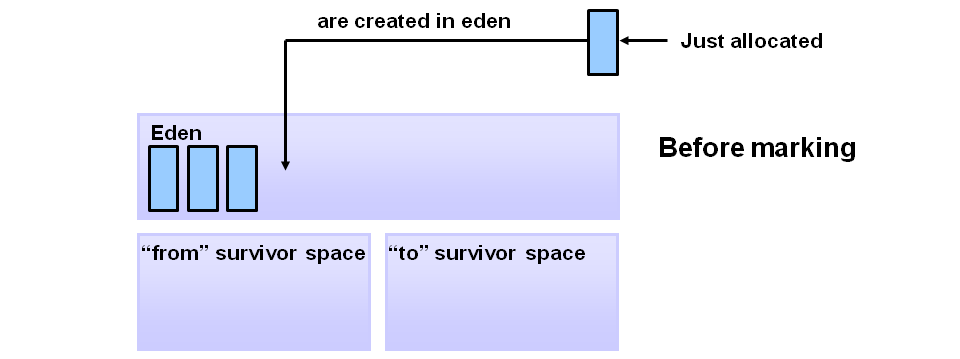 are created in eden
Just allocated
Eden
Before marking
“from” survivor space
“to” survivor space